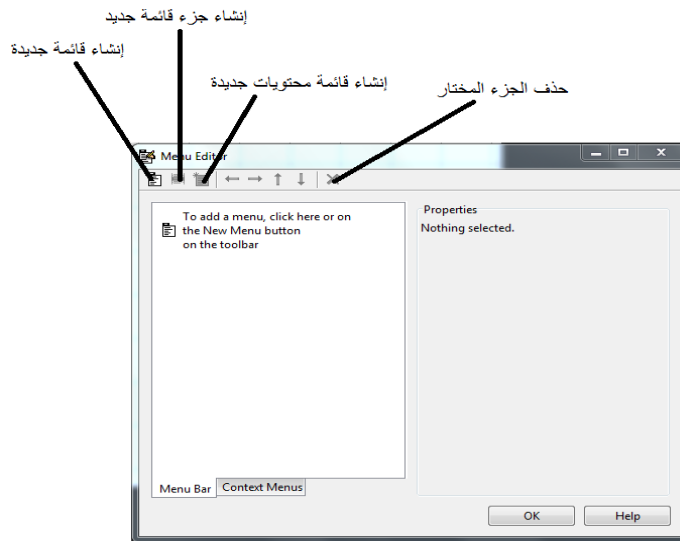 إنشاء جزء قائمة جديد
إنشاء قائمة جديدة
إنشاء قائمة محتويات جديدة
حذف الجزء المختار
Menu Editor
To add a menu, click here or on
the New Menu button
on the toolbar
Properties
Nothing selected.
Menu Bar
Context Menus
OK
Help